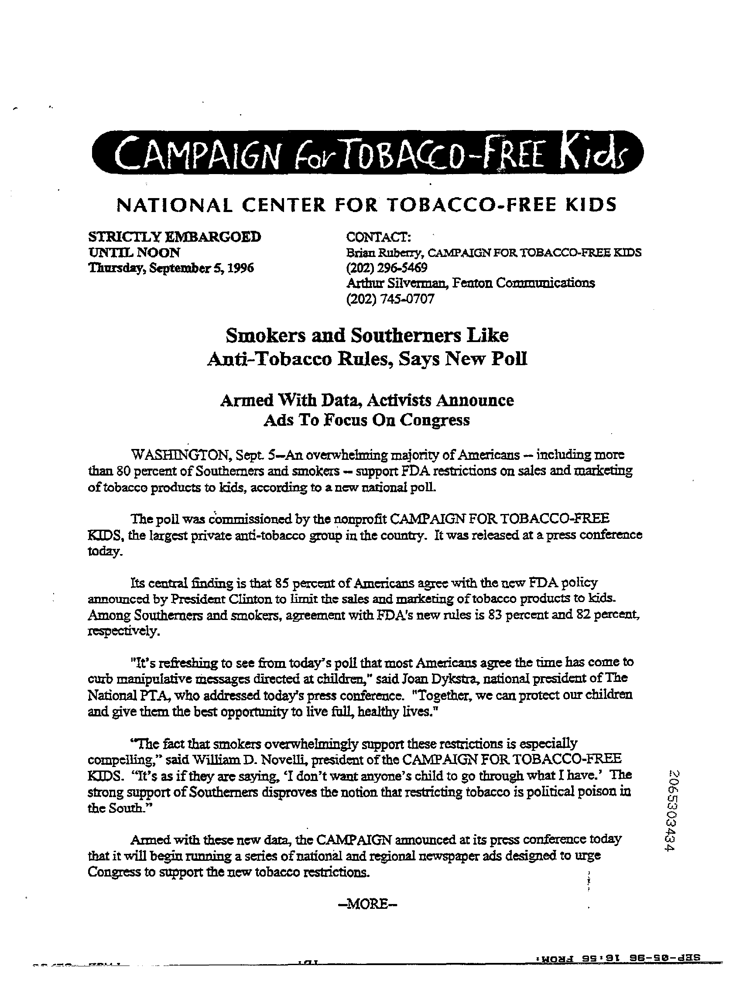 CAMPAIGN for TOBACCO-FREE Kids
NATIONAL CENTER FOR TOBACCO-FREE KIDS
STRICTLY EMBARGOED
UNTIL NOON
Thursday, September 5, 1996
CONTACT:
Brian Ruberry, CAMPAIGN FOR TOBACCO-FREE KIDS
(202) 296-5469
Arthur Silverman, Fenton Communications
(202) 745-0707
Smokers and Southerners Like
Anti-Tobacco Rules, Says New Poll
Armed With Data, Activists Announce
Ads To Focus On Congress
WASHINGTON, Sept. 5--An overwhelming majority of Americans -- including more
than 80 percent of Southerners and smokers -- support FDA restrictions on sales and marketing
of tobacco products to kids, according to a new national poll.
The poll was commissioned by the nonprofit CAMPAIGN FOR TOBACCO-FREE
KIDS, the largest private anti-tobacco group in the country. It was released at a press conference
today.
Its central finding is that 85 percent of Americans agree with the new FDA policy
announced by President Clinton to limit the sales and marketing of tobacco products to kids.
Among Southerners and smokers, agreement with FDA's new rules is 83 percent and 82 percent,
respectively.
"It's refreshing to see from today's poll that most Americans agree the time has come to
curb manipulative messages directed at children," said Joan Dykstra, national president of The
National PTA, who addressed today's press conference. "Together, we can protect our children
and give them the best opportunity to live full, healthy lives."
“The fact that smokers overwhelmingly support these restrictions is especially
compelling,” said William D. Novelli, president of the CAMPAIGN FOR TOBACCO-FREE
KIDS. “It’s as if they are saying, ‘I don’t want anyone’s child to go through what I have.’ The
strong support of Southerners disproves the notion that restricting tobacco is political poison in
the South.”
Armed with these new data, the CAMPAIGN announced at its press conference today
that it will begin running a series of national and regional newspaper ads designed to urge
Congress to support the new tobacco restrictions.
--MORE--
2065303434
SEP-05-96 16:56 FROM:
ID: